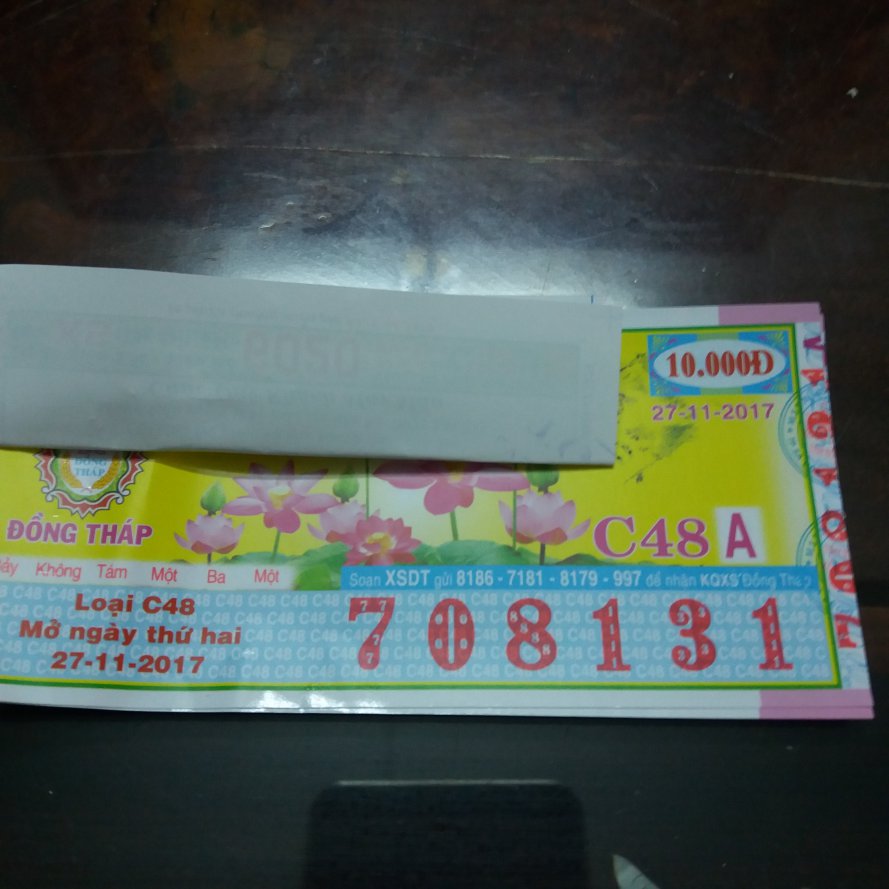 10.000Đ
27-11-2017
ĐỒNG THÁP
ĐỒNG THÁP
C48 A
Không Tám Một Ba Một
Soạn XSDT gửi 8186 - 7181 - 8179 - 997 để nhận KQXS Đồng
Loại C48
Mở ngày thứ hai
27-11-2017
708131